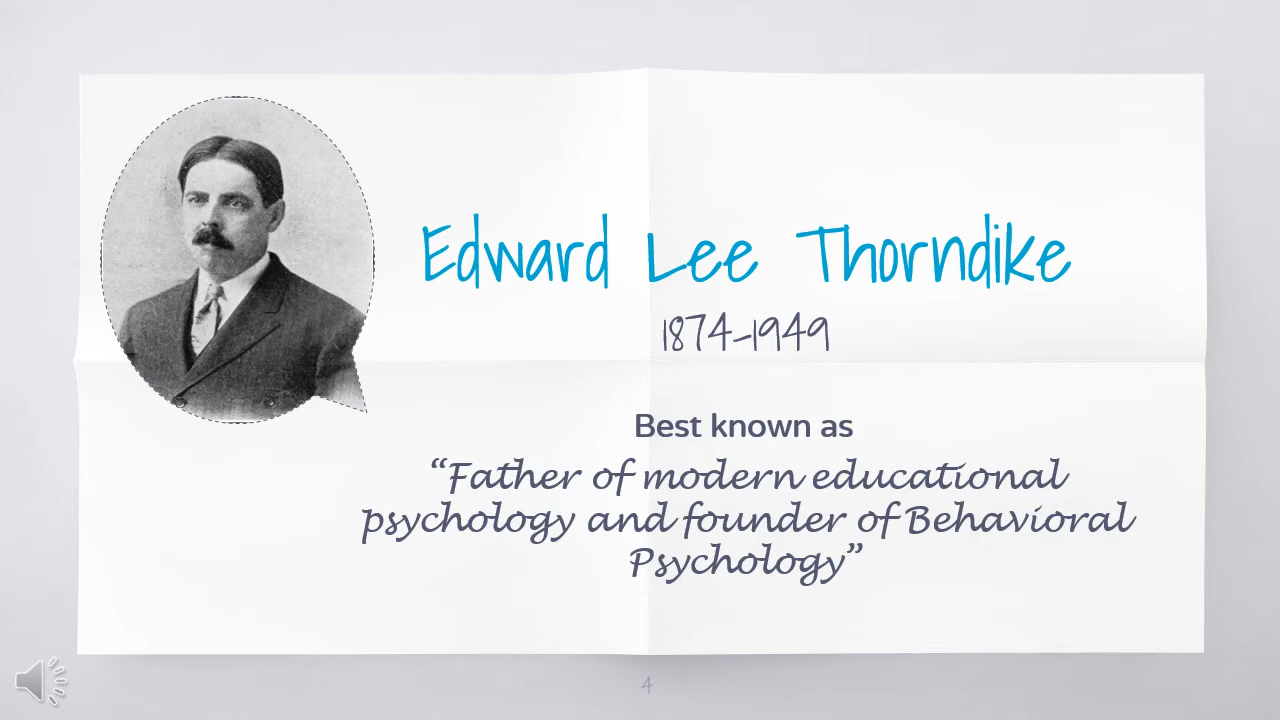 Edward Lee Thorndike
1874-1949
Best known as
“Father of modern educational
psychology and founder of Behavioral
Psychology”
4